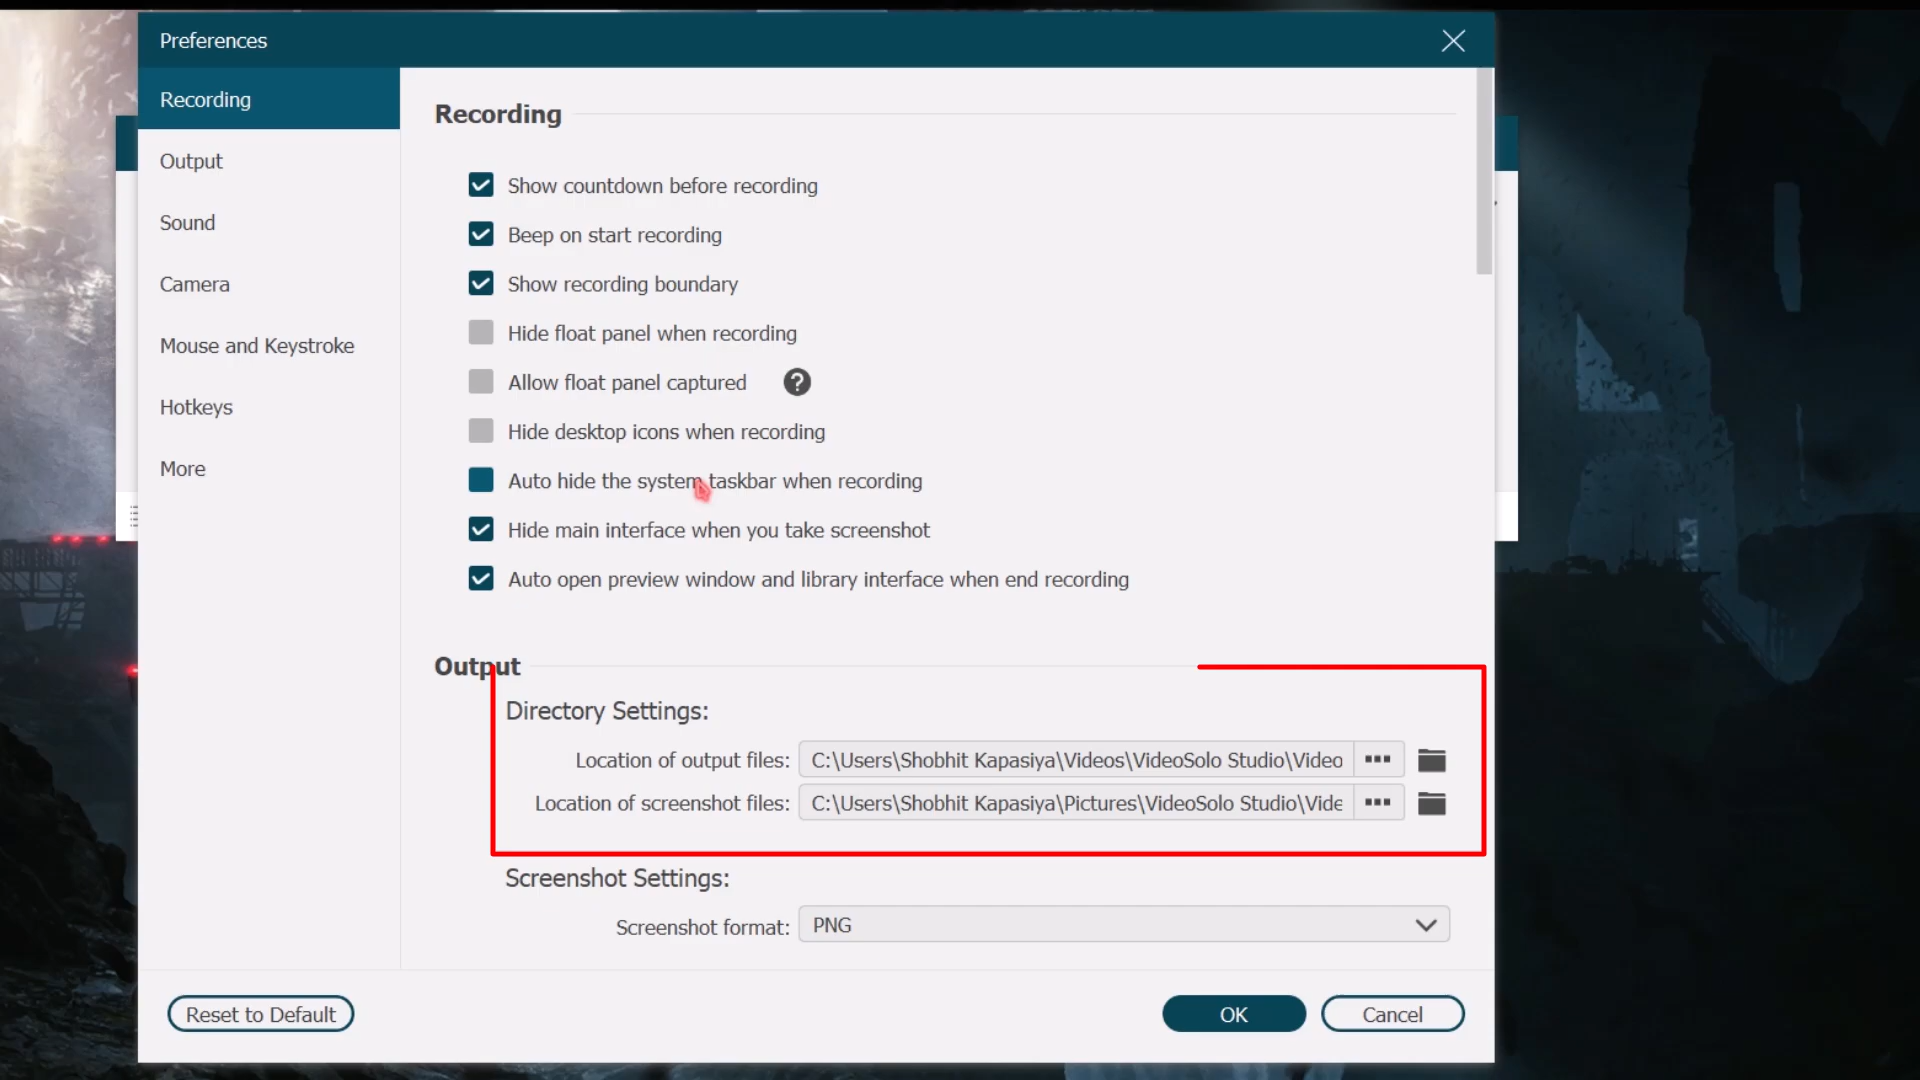 Preferences
Recording
Output
Sound
Camera
Mouse and Keystroke
Hotkeys
More
Recording
Show countdown before recording
Beep on start recording
Show recording boundary
Hide float panel when recording
Allow float panel captured ?
Hide desktop icons when recording
Auto hide the system taskbar when recording
Hide main interface when you take screenshot
Auto open preview window and library interface when end recording
Output
Directory Settings:
Location of output files: C:\Users\Shobhit Kapasiya\Videos\VideoSolo Studio\Video
Location of screenshot files: C:\Users\Shobhit Kapasiya\Pictures\VideoSolo Studio\Vide
Screenshot Settings:
Screenshot format: PNG
Reset to Default
OK
Cancel